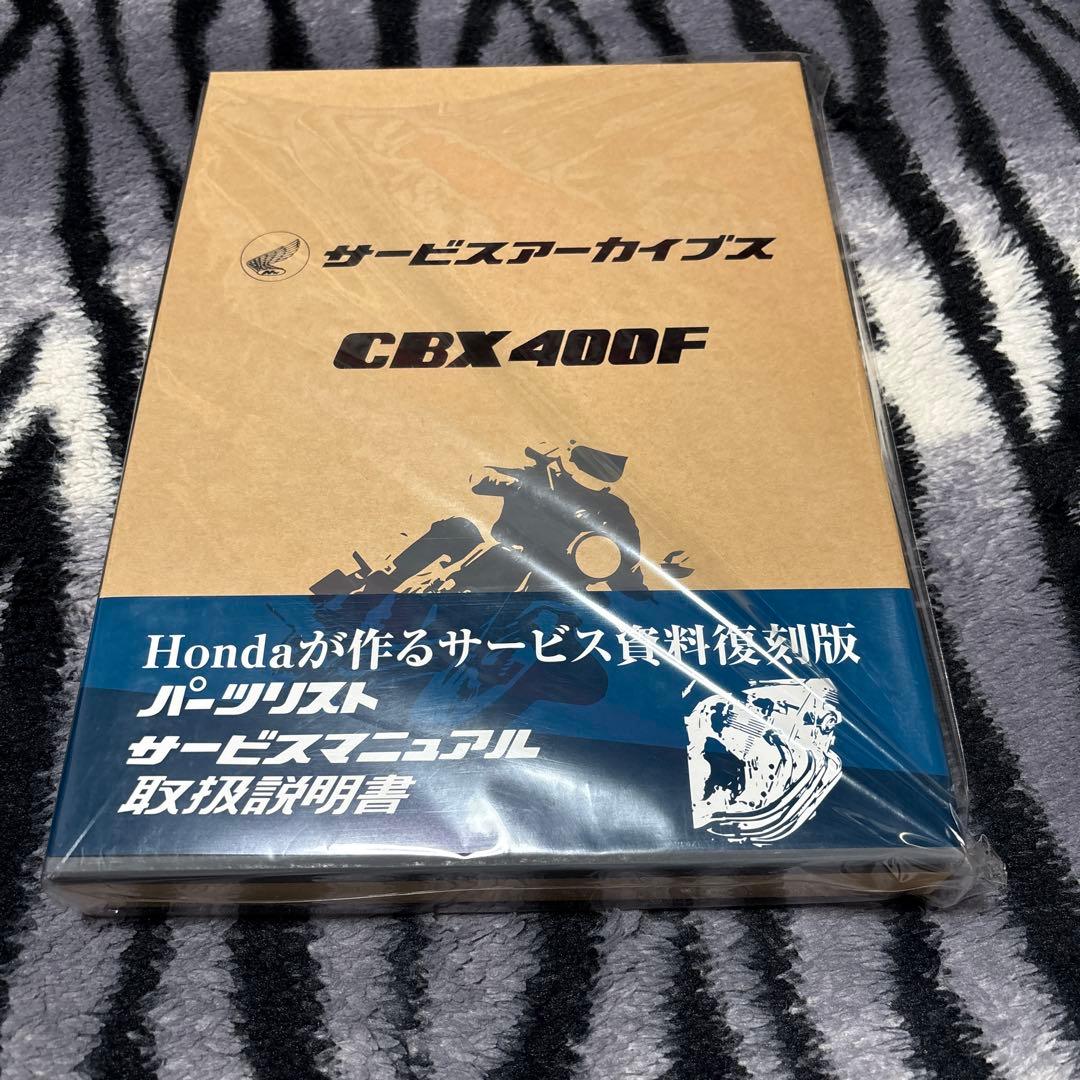 サービスアーカイブス
CBX400F
Hondaが作るサービス資料復刻版
パーツリスト
サービスマニュアル
取扱説明書